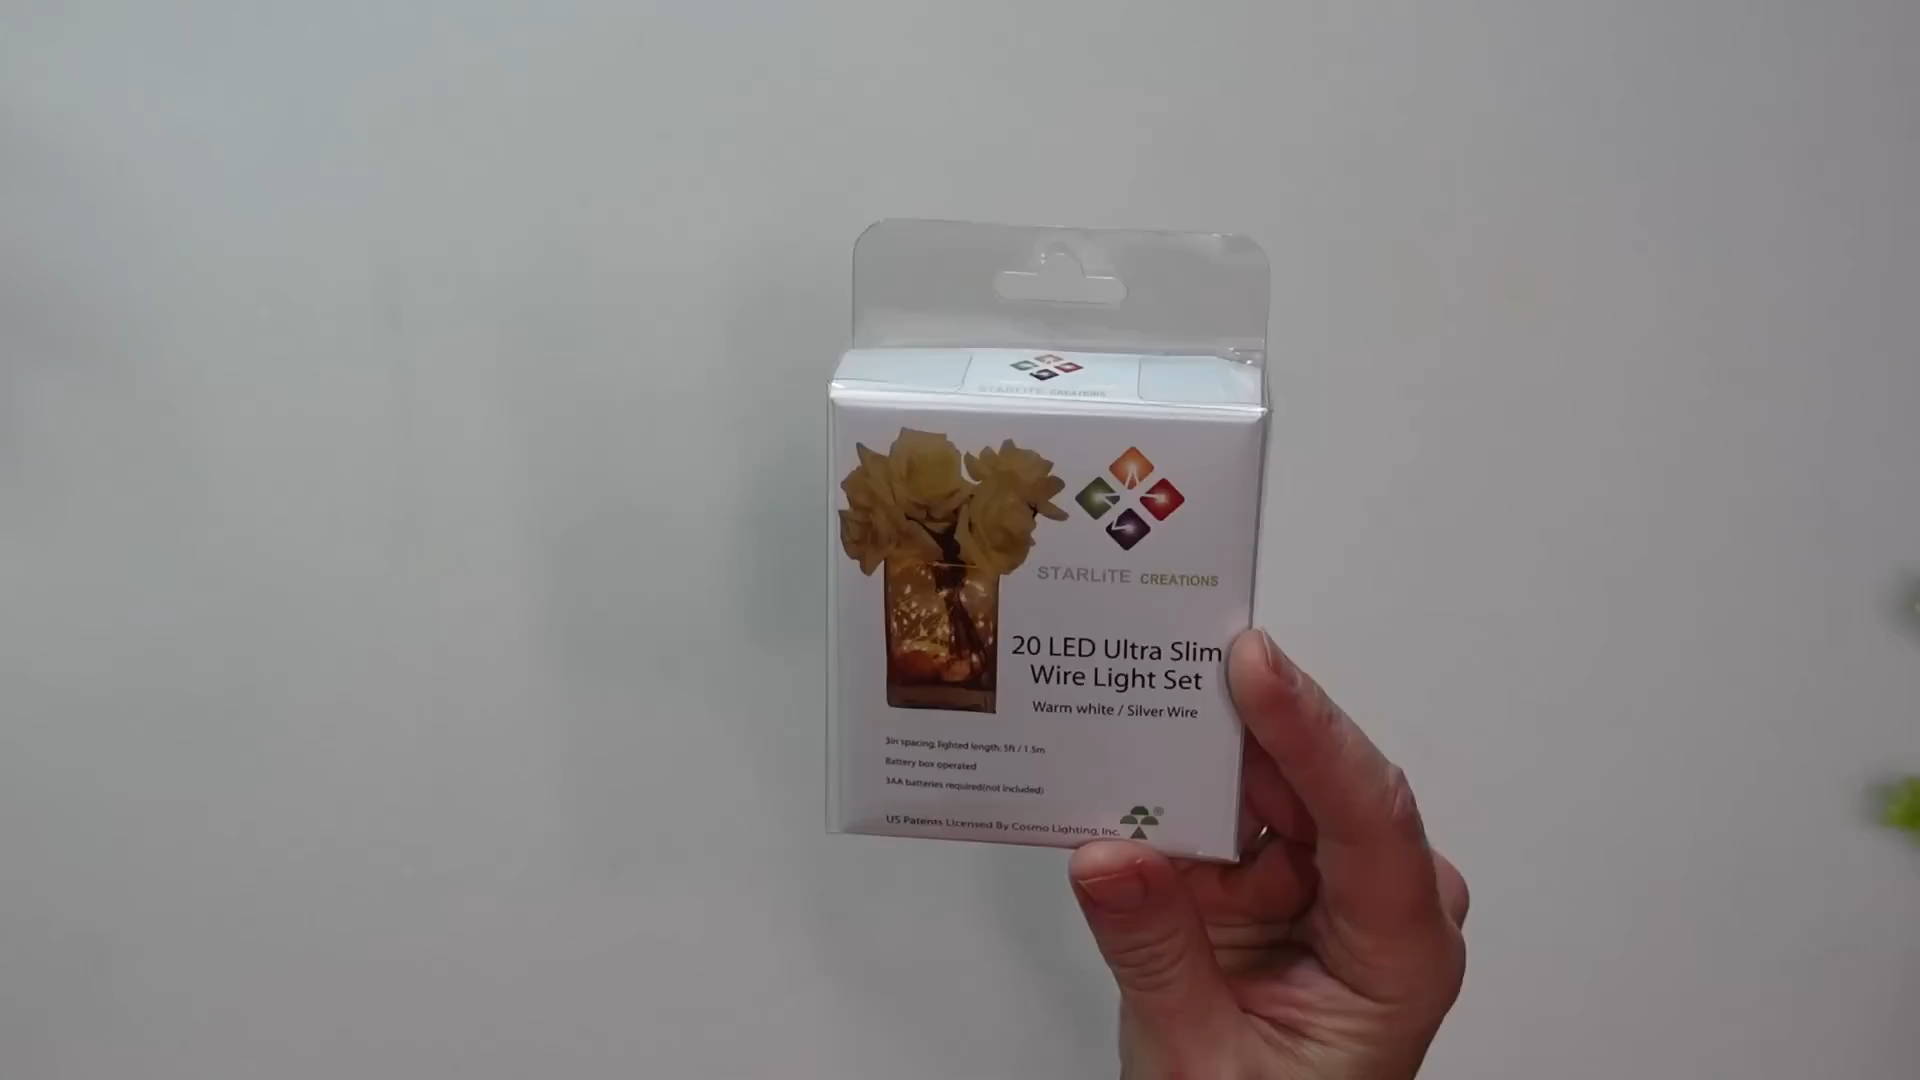 STARLITE CREATIONS
STARLITE CREATIONS
20 LED Ultra Slim
Wire Light Set
Warm white / Silver Wire
3in spacing, lighted length: 5ft / 1.5m
Battery box operated
3AA batteries required(not included)
US Patents Licensed By Cosmo Lighting, Inc. ®